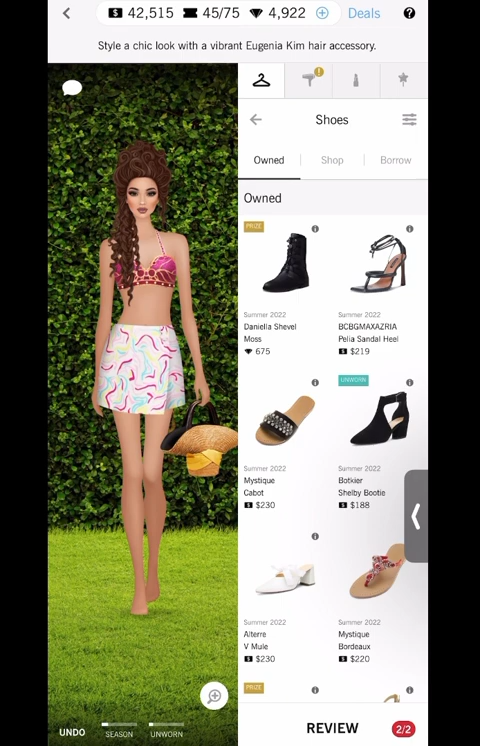 42,515 45/75 4,922 Deals
Style a chic look with a vibrant Eugenia Kim hair accessory.
Shoes
Owned Shop Borrow
Owned
PRIZE
Summer 2022
Daniella Shevel
Moss
675
Summer 2022
BCBGMAXAZRIA
Pelia Sandal Heel
$219
Summer 2022
Mystique
Cabot
$230
UNWORN
Summer 2022
Botkier
Shelby Bootie
$188
Summer 2022
Alterre
V Mule
$230
Summer 2022
Mystique
Bordeaux
$220
PRIZE
UNDO SEASON UNWORN
REVIEW 2/2